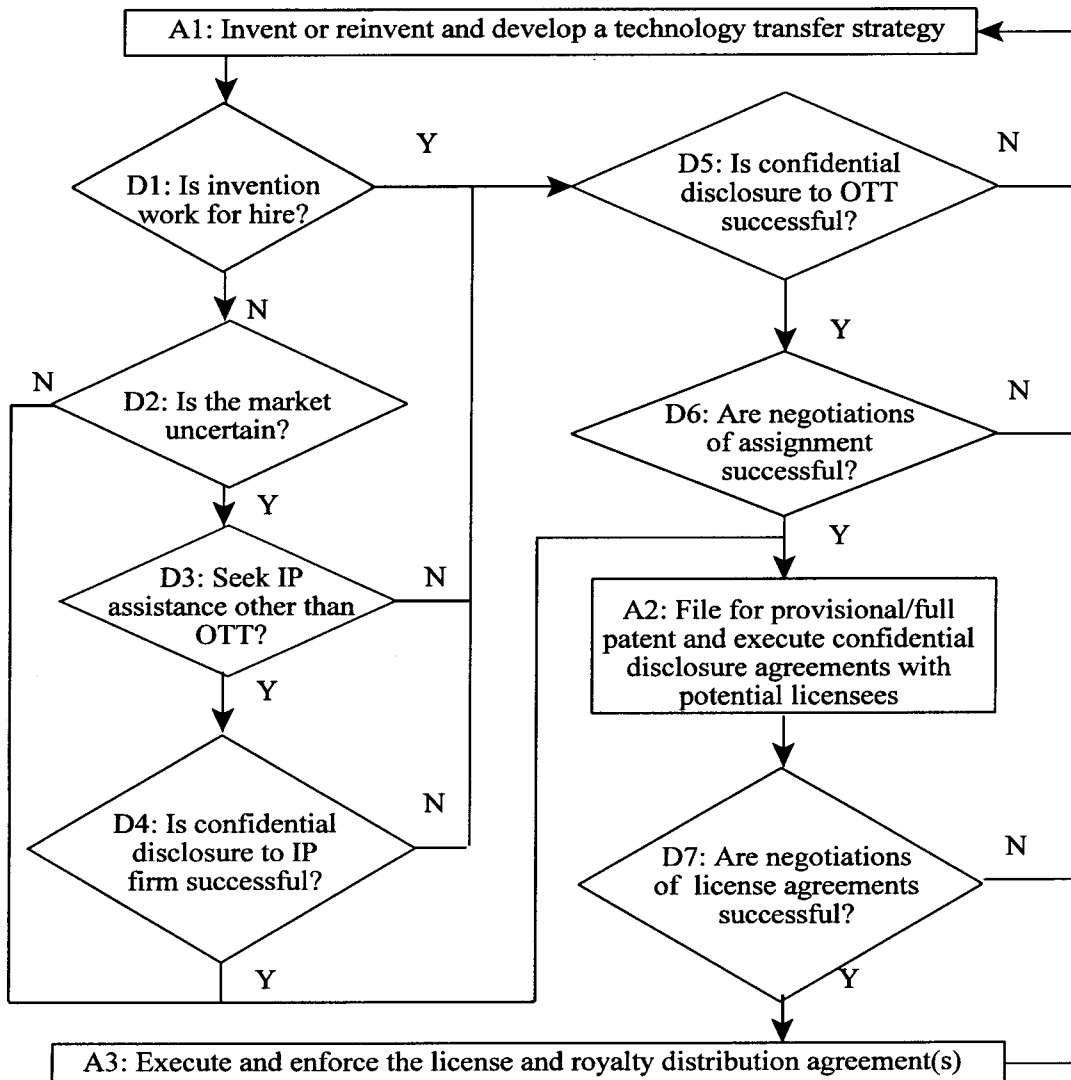 A1: Invent or reinvent and develop a technology transfer strategy
Y
N
D1: Is invention
work for hire?
D5: Is confidential
disclosure to OTT
successful?
N
Y
N
D2: Is the market
uncertain?
N
D6: Are negotiations
of assignment
successful?
Y
Y
D3: Seek IP
assistance other than
OTT?
N
A2: File for provisional/full
patent and execute confidential
disclosure agreements with
potential licensees
Y
D4: Is confidential
disclosure to IP
firm successful?
N
D7: Are negotiations
of license agreements
successful?
N
Y
Y
A3: Execute and enforce the license and royalty distribution agreement(s)